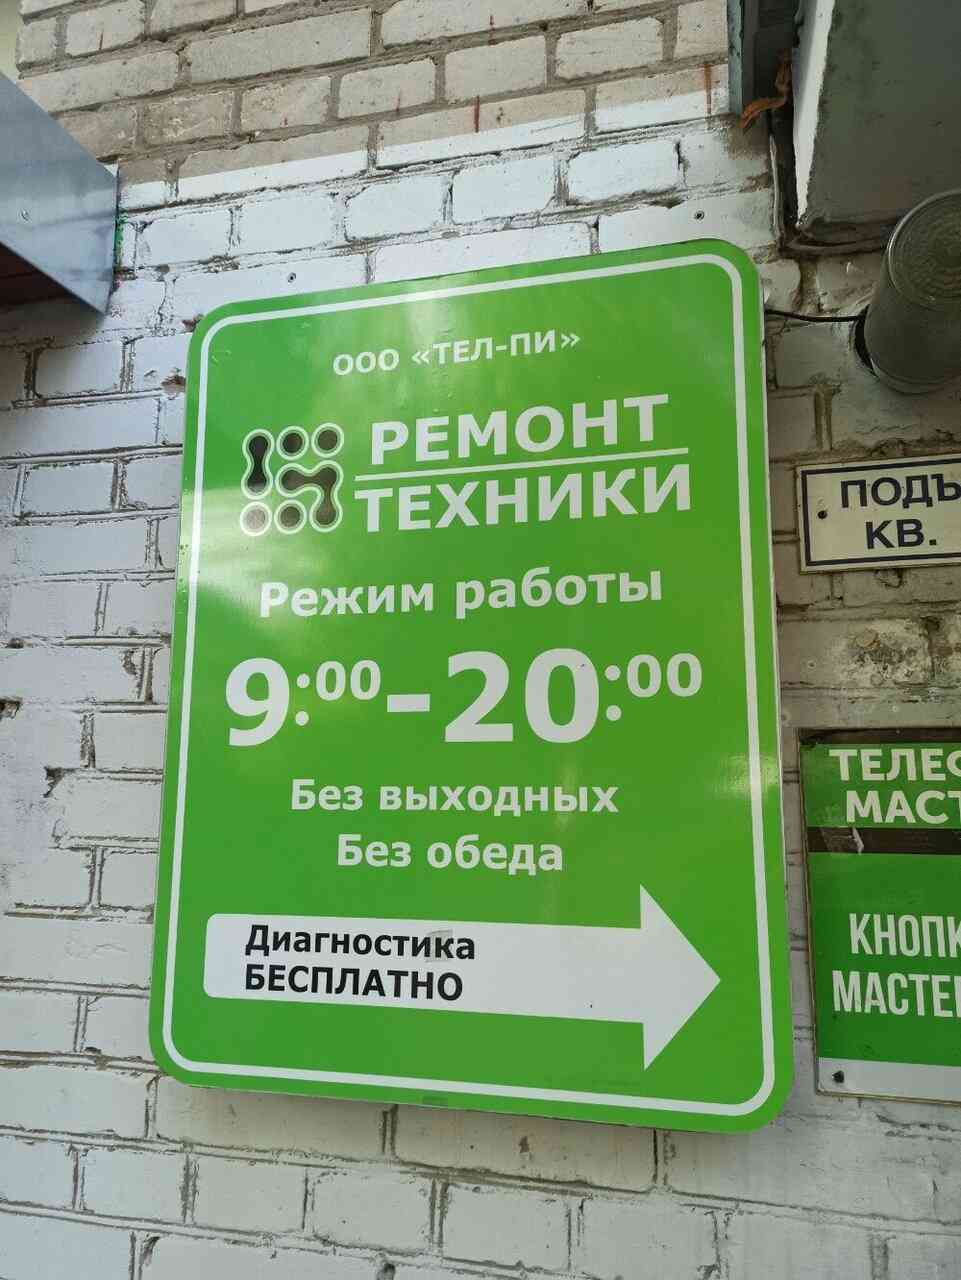 ООО «ТЕЛ-ПИ»
РЕМОНТ
ТЕХНИКИ
Режим работы
9:00-20:00
Без выходных
Без обеда
Диагностика
БЕСПЛАТНО
КВ.